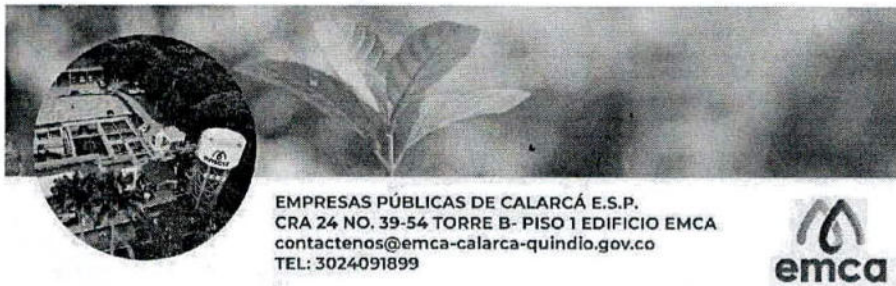 EMPRESAS PÚBLICAS DE CALARCÁ E.S.P.
CRA 24 NO. 39-54 TORRE B- PISO 1 EDIFICIO EMCA
contactenos@emca-calarca-quindio.gov.co
TEL: 3024091899
emca